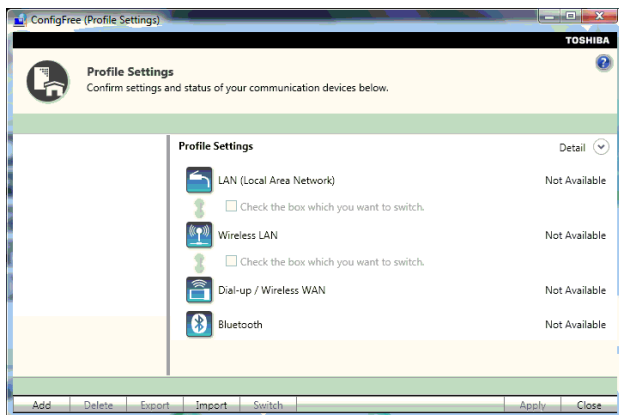 ConfigFree (Profile Settings)
TOSHIBA
Profile Settings
Confirm settings and status of your communication devices below.
Profile Settings Detail
LAN (Local Area Network) Not Available
Check the box which you want to switch.
Wireless LAN Not Available
Check the box which you want to switch.
Dial-up / Wireless WAN Not Available
Bluetooth Not Available
Add Delete Export Import Switch Apply Close